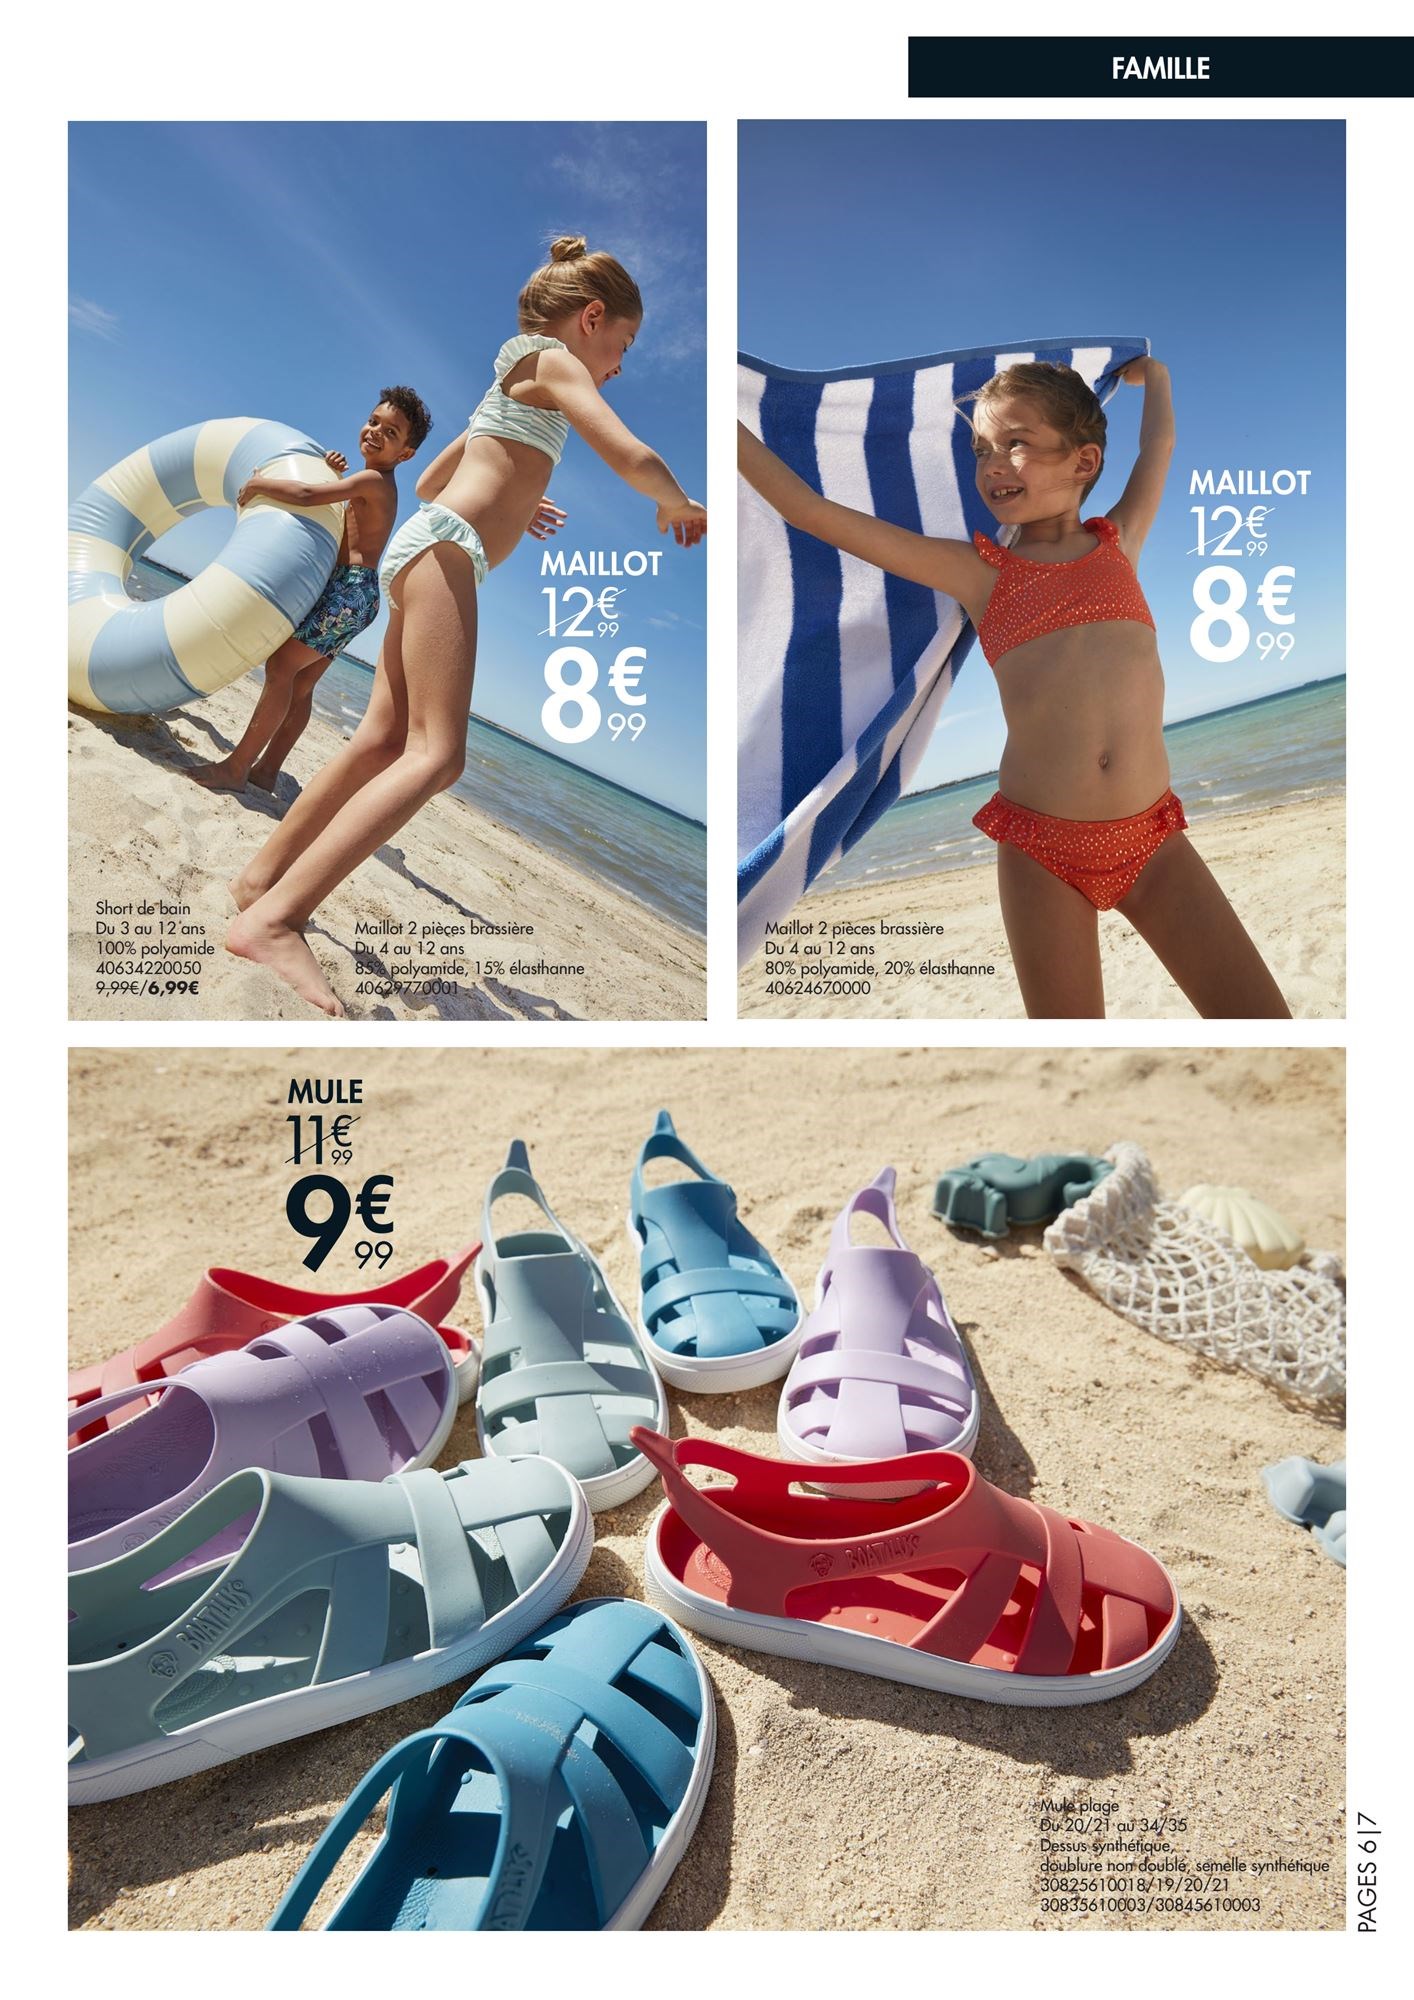 FAMILLE
MAILLOT
12€99
8€99
Short de bain
Du 3 au 12 ans
100% polyamide
40634220050
9,99€/6,99€
Maillot 2 pièces brassière
Du 4 au 12 ans
85% polyamide, 15% élasthanne
40629770001
MAILLOT
12€99
8€99
Maillot 2 pièces brassière
Du 4 au 12 ans
80% polyamide, 20% élasthanne
40624670000
MULE
11€99
9€99
BOATILUS
BOATILUS
Mule plage
Du 20/21 au 34/35
Dessus synthétique,
doublure non doublé, semelle synthétique
30825610018/19/20/21
30835610003/30845610003
PAGES 6|7